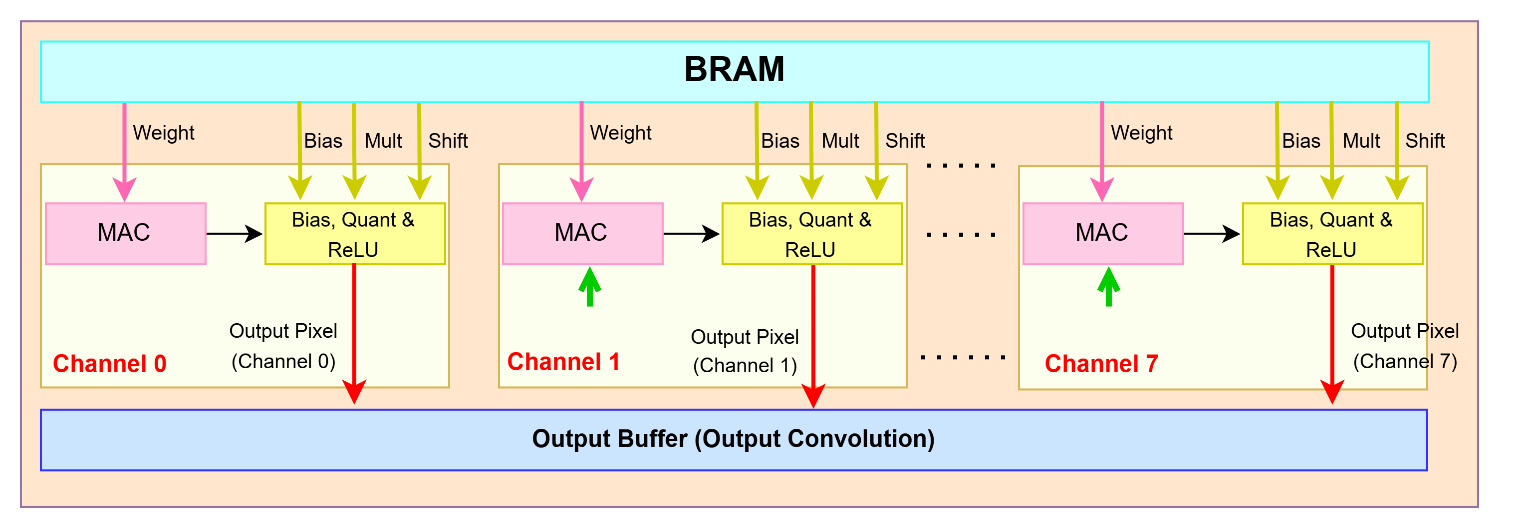 BRAM
Weight
Bias
Mult
Shift
Weight
Bias
Mult
Shift
Weight
Bias
Mult
Shift
MAC
Bias, Quant &
ReLU
MAC
Bias, Quant &
ReLU
MAC
Bias, Quant &
ReLU
Output Pixel
(Channel 0)
Channel 0
Output Pixel
(Channel 1)
Channel 1
Output Pixel
(Channel 7)
Channel 7
Output Buffer (Output Convolution)